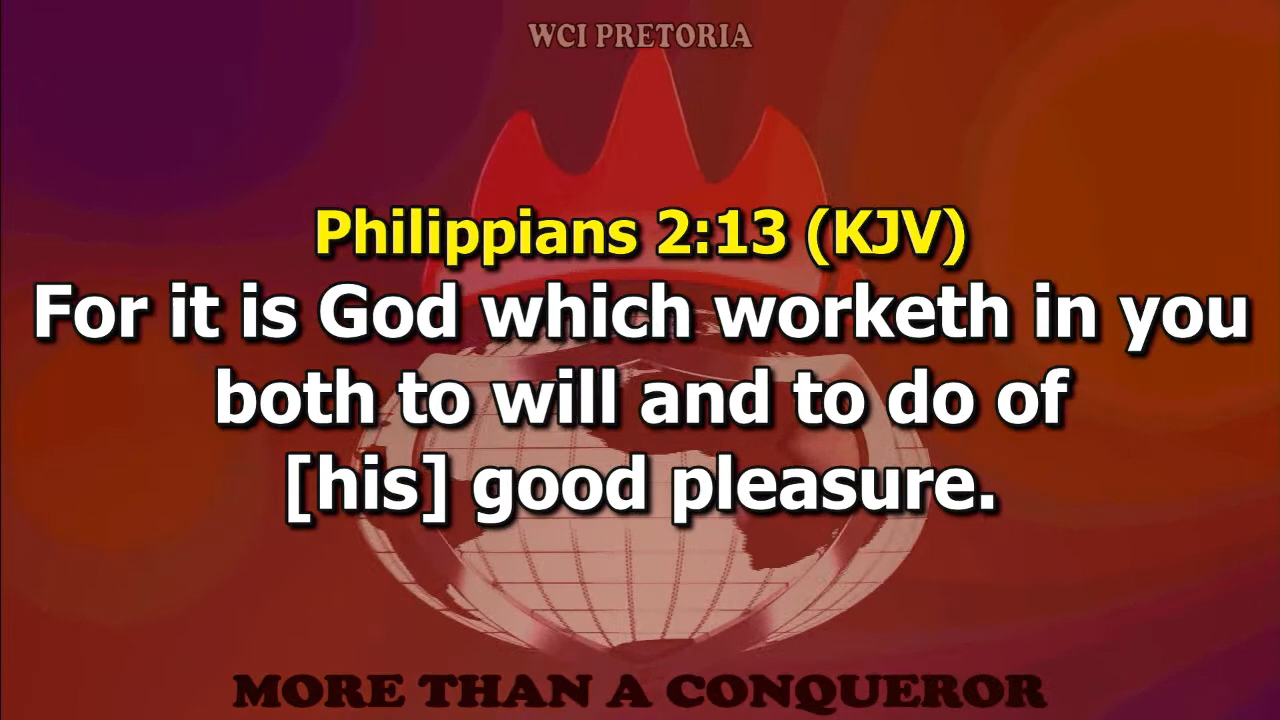 WCI PRETORIA
Philippians 2:13 (KJV)
For it is God which worketh in you
both to will and to do of
[his] good pleasure.
MORE THAN A CONQUEROR